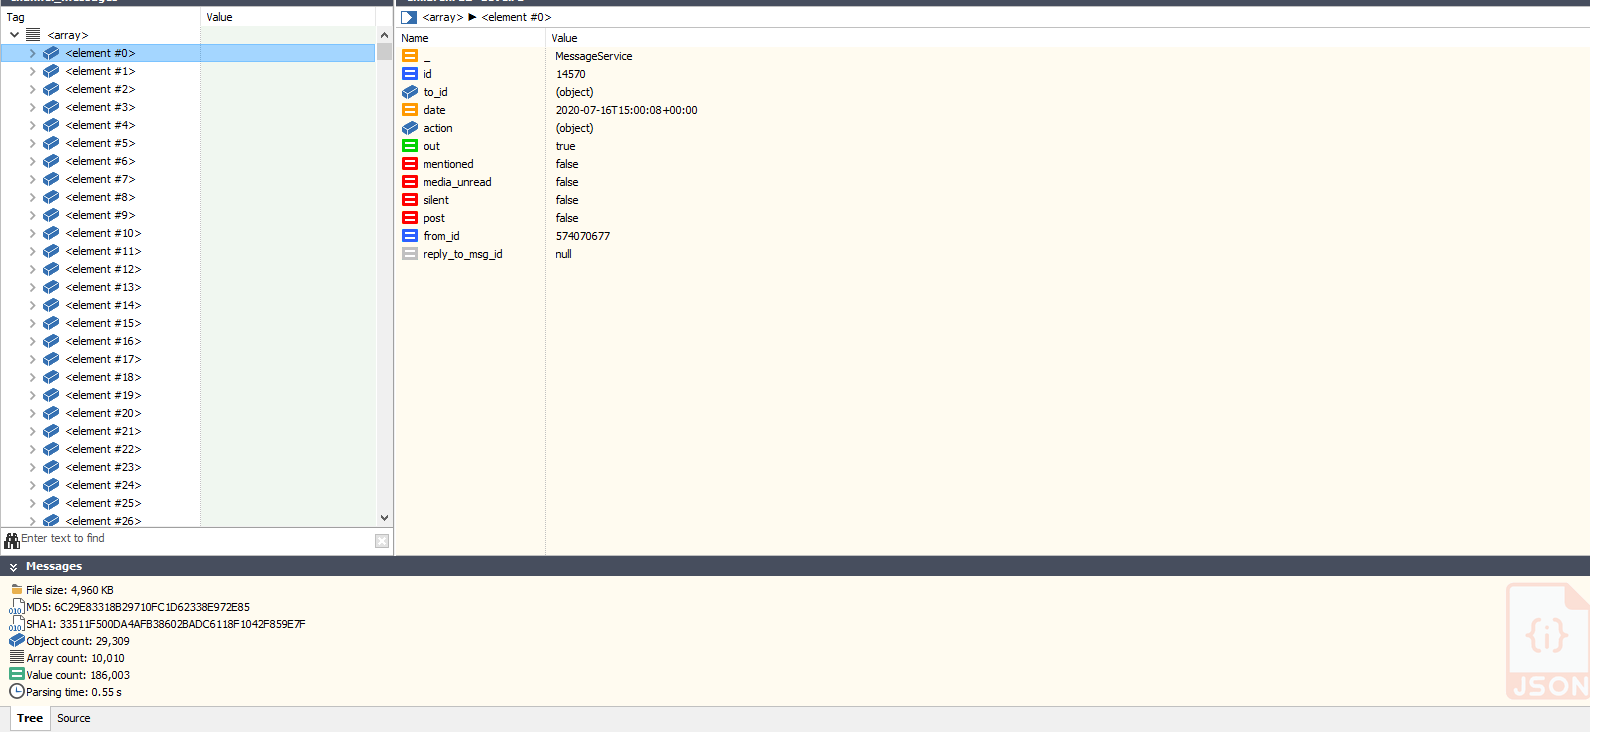 Tag Value
<array>
<element #0>
<element #1>
<element #2>
<element #3>
<element #4>
<element #5>
<element #6>
<element #7>
<element #8>
<element #9>
<element #10>
<element #11>
<element #12>
<element #13>
<element #14>
<element #15>
<element #16>
<element #17>
<element #18>
<element #19>
<element #20>
<element #21>
<element #22>
<element #23>
<element #24>
<element #25>
<element #26>
Enter text to find
<array> ▶ <element #0>
Name Value
_ MessageService
id 14570
to_id (object)
date 2020-07-16T15:00:08+00:00
action (object)
out true
mentioned false
media_unread false
silent false
post false
from_id 574070677
reply_to_msg_id null
Messages
File size: 4,960 KB
MD5: 6C29E83318B29710FC1D62338E972E85
SHA1: 33511F500DA4AFB38602BADC6118F1042F859E7F
Object count: 29,309
Array count: 10,010
Value count: 186,003
Parsing time: 0.55 s
{i}
JSON
Tree Source